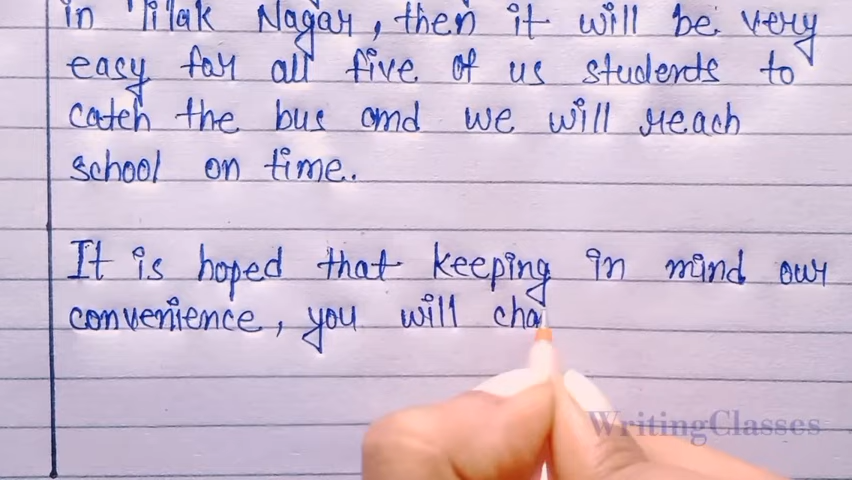 in Tilak Nagar, then it will be very
easy for all five of us students to
catch the bus and we will reach
school on time.
It is hoped that keeping in mind our
convenience, you will cha
WritingClasses